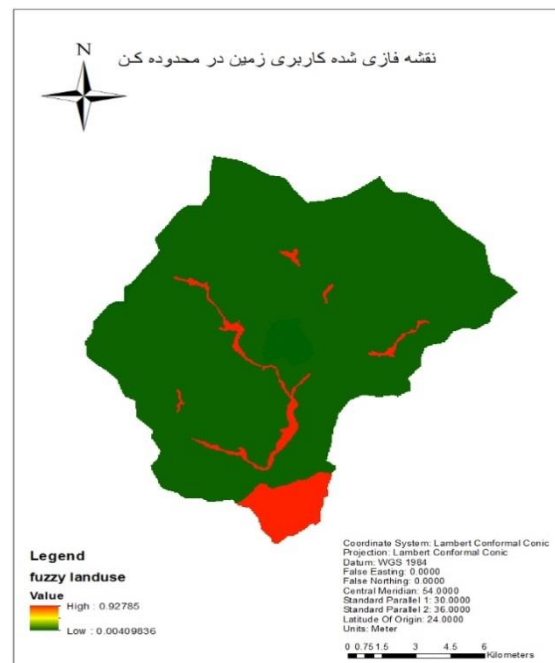 نقشه فازی شده کاربری زمین در محدوده کن
N
Legend
fuzzy landuse
Value
High : 0.92785
Low : 0.00409836
Coordinate System: Lambert Conformal Conic
Projection: Lambert Conformal Conic
Datum: WGS 1984
False Easting: 0.0000
False Northing: 0.0000
Central Meridian: 54.0000
Standard Parallel 1: 30.0000
Standard Parallel 2: 36.0000
Latitude Of Origin: 24.0000
Units: Meter
0 0.75 1.5 3 4.5 6
Kilometers